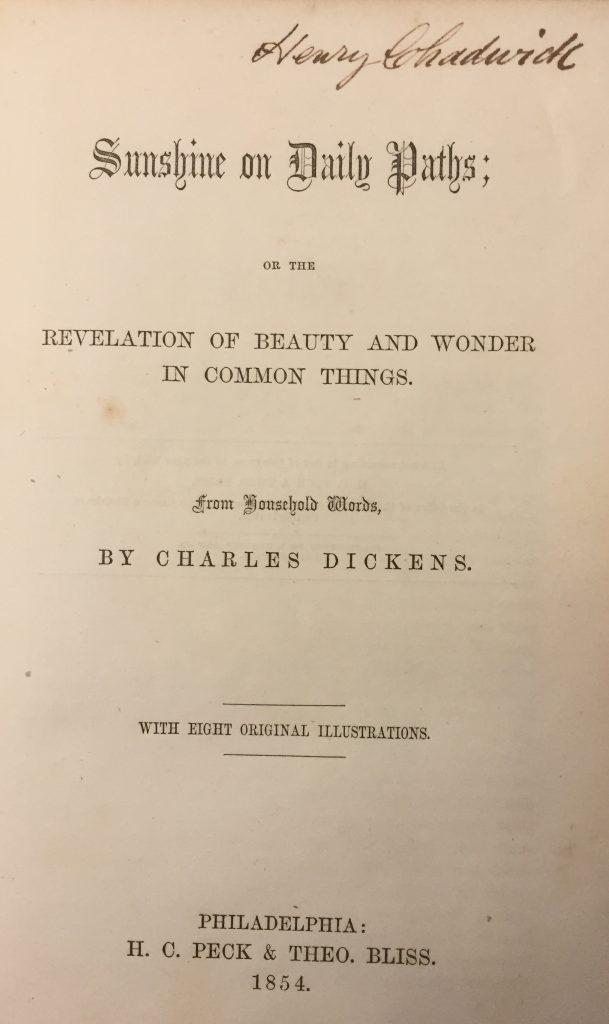 Henry Chadwick
Sunshine on Daily Paths;
OR THE
REVELATION OF BEAUTY AND WONDER
IN COMMON THINGS.
From Household Words,
BY CHARLES DICKENS.
WITH EIGHT ORIGINAL ILLUSTRATIONS.
PHILADELPHIA:
H. C. PECK & THEO. BLISS.
1854.